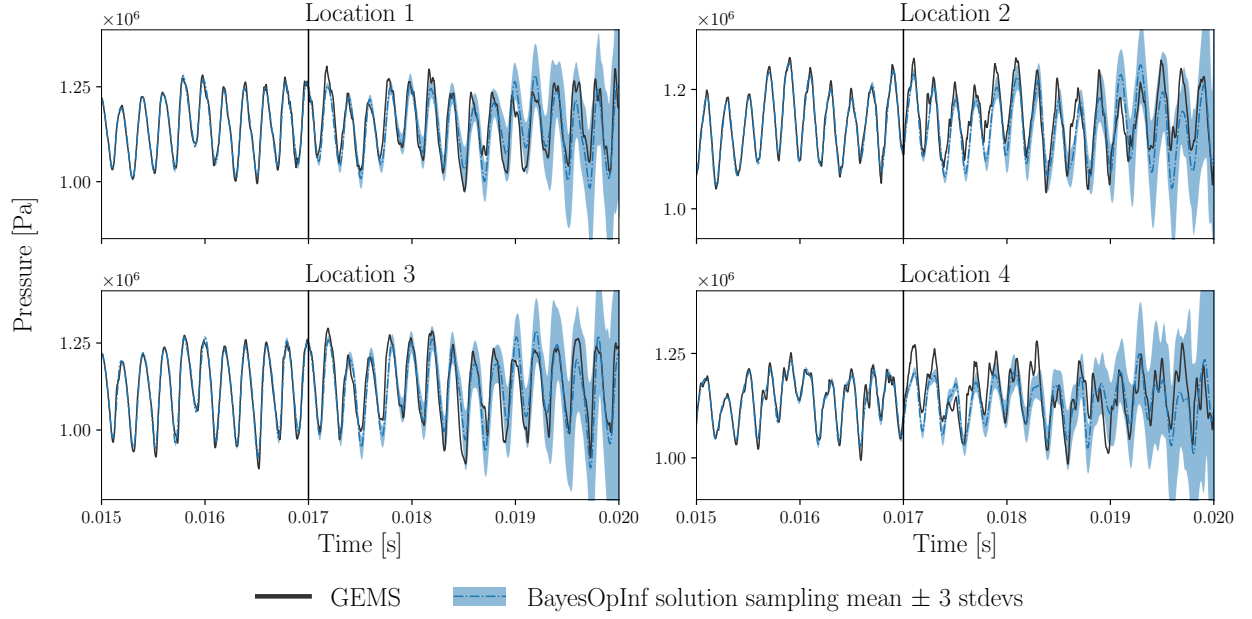 Location 1
×10⁶
1.25
1.00
Location 2
×10⁶
1.2
1.0
Pressure [Pa]
Location 3
×10⁶
1.25
1.00
0.015 0.016 0.017 0.018 0.019 0.020
Time [s]
Location 4
×10⁶
1.25
1.00
0.015 0.016 0.017 0.018 0.019 0.020
Time [s]
GEMS BayesOpInf solution sampling mean ± 3 stdevs